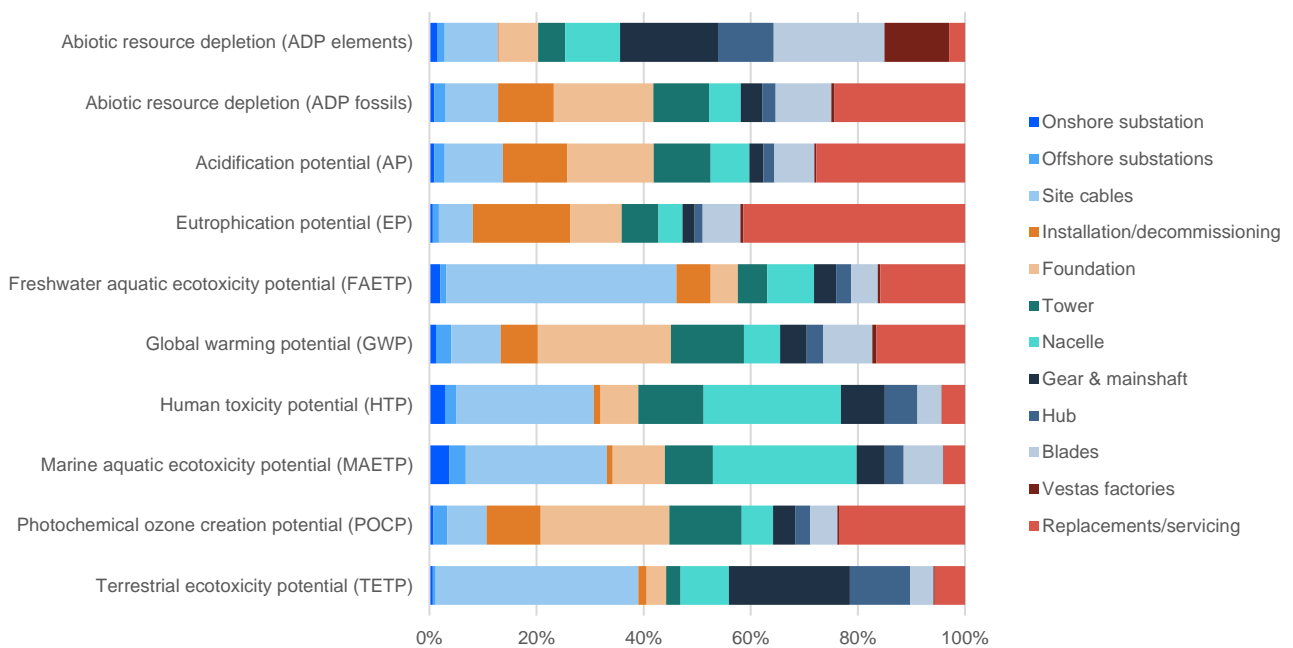 Abiotic resource depletion (ADP elements)
Abiotic resource depletion (ADP fossils)
Acidification potential (AP)
Eutrophication potential (EP)
Freshwater aquatic ecotoxicity potential (FAETP)
Global warming potential (GWP)
Human toxicity potential (HTP)
Marine aquatic ecotoxicity potential (MAETP)
Photochemical ozone creation potential (POCP)
Terrestrial ecotoxicity potential (TETP)
0% 20% 40% 60% 80% 100%
Onshore substation
Offshore substations
Site cables
Installation/decommissioning
Foundation
Tower
Nacelle
Gear & mainshaft
Hub
Blades
Vestas factories
Replacements/servicing